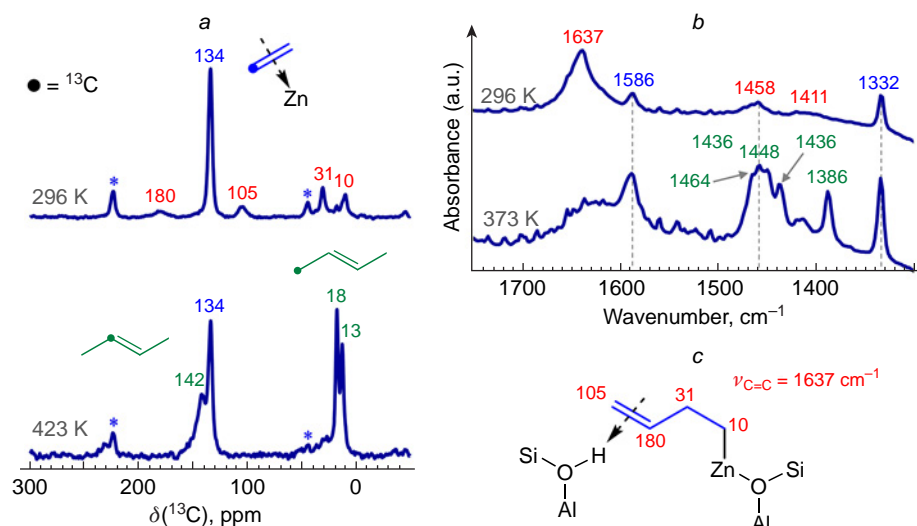 a
● = ¹³C
134
Zn
296 K
*
180
105
*
31
10
18
13
134
142
423 K
*
*
300
200
100
0
δ(¹³C), ppm
b
Absorbance (a.u.)
1637
1586
1458
1411
1332
296 K
1436
1448
1436
1464
1386
373 K
1700
1600
1500
1400
Wavenumber, cm⁻¹
c
νC=C = 1637 cm⁻¹
105
31
180
10
Si
H
O
Al
Zn
Si
O
Al